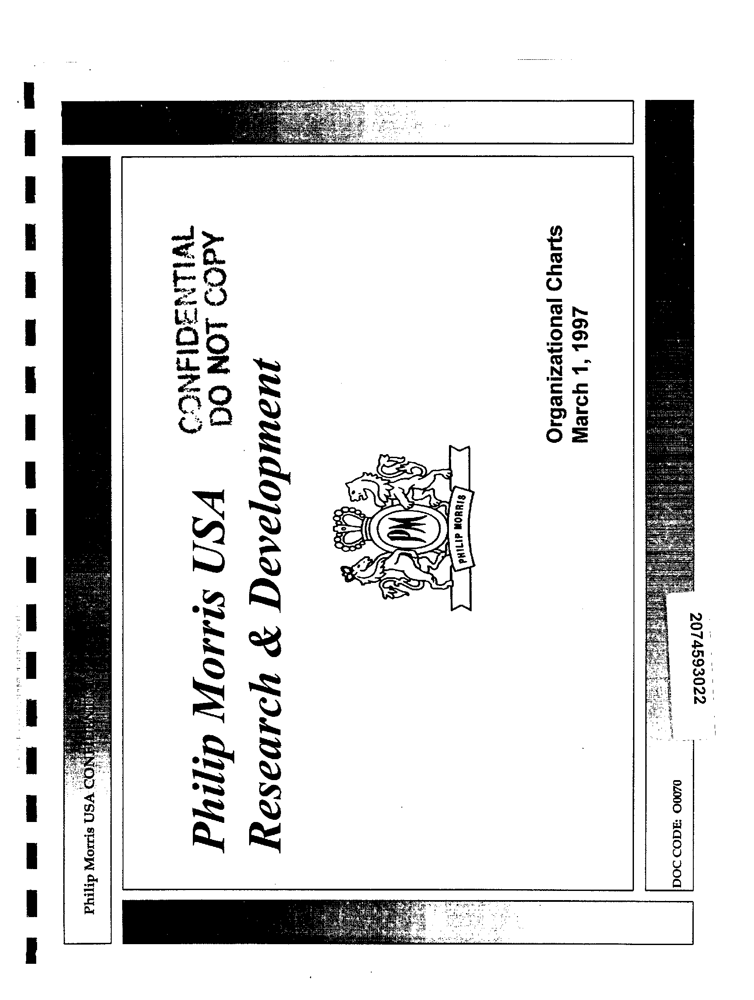 Philip Morris USA
Philip Morris USA
Research & Development
CONFIDENTIAL
DO NOT COPY
PM
PHILIP MORRIS
Organizational Charts
March 1, 1997
DOC CODE: O0070
2074593022